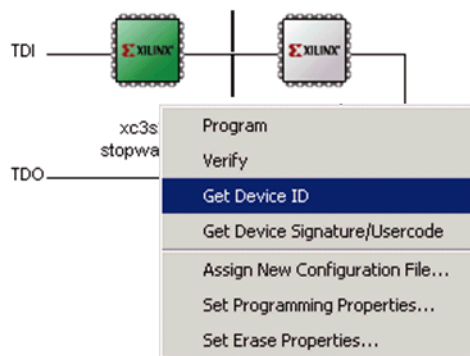 TDI
XILINX
XILINX
xc3s
stopwa
TDO
Program
Verify
Get Device ID
Get Device Signature/Usercode
Assign New Configuration File...
Set Programming Properties...
Set Erase Properties...